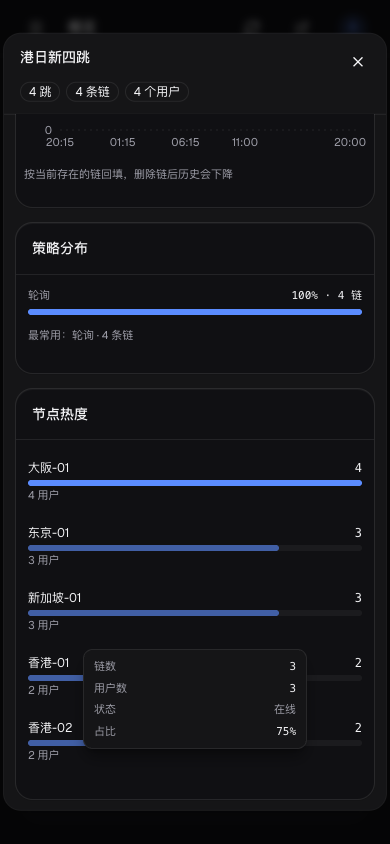 港日新四跳
4 跳
4 条链
4 个用户
0
20:15 01:15 06:15 11:00 20:00
按当前存在的链回填，删除链后历史会下降
策略分布
轮询 100% · 4 链
最常用：轮询 · 4 条链
节点热度
大阪-01 4
4 用户
东京-01 3
3 用户
新加坡-01 3
3 用户
香港-01 2
2 用户
香港-02 2
2 用户
链数 3
用户数 3
状态 在线
占比 75%